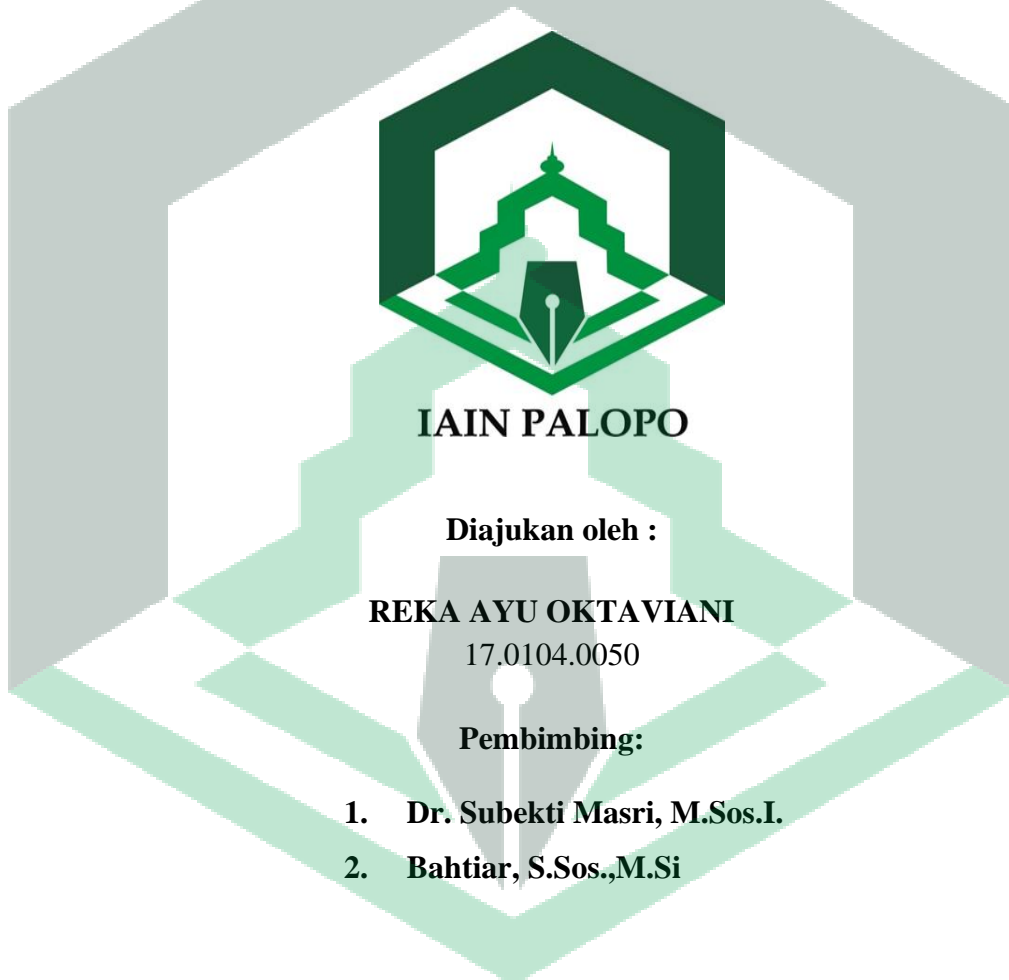 IAIN PALOPO
Diajukan oleh :
REKA AYU OKTAVIANI
17.0104.0050
Pembimbing:
1. Dr. Subekti Masri, M.Sos.I.
2. Bahtiar, S.Sos.,M.Si